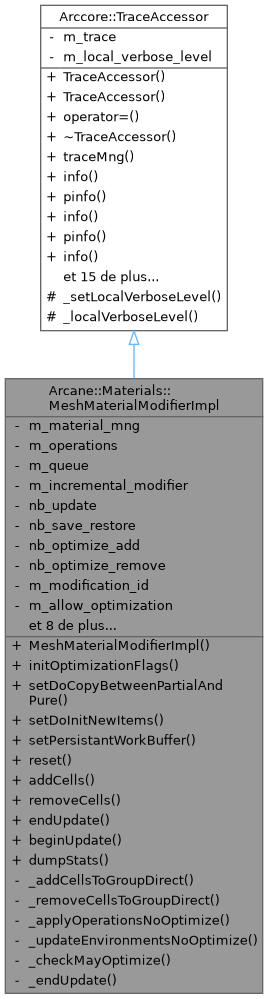 Arccore::TraceAccessor
- m_trace
- m_local_verbose_level
+ TraceAccessor()
+ TraceAccessor()
+ operator=()
+ ~TraceAccessor()
+ traceMng()
+ info()
+ pinfo()
+ info()
+ pinfo()
+ info()
et 15 de plus...
# _setLocalVerboseLevel()
# _localVerboseLevel()
Arcane::Materials::
MeshMaterialModifierImpl
- m_material_mng
- m_operations
- m_queue
- m_incremental_modifier
- nb_update
- nb_save_restore
- nb_optimize_add
- nb_optimize_remove
- m_modification_id
- m_allow_optimization
et 8 de plus...
+ MeshMaterialModifierImpl()
+ initOptimizationFlags()
+ setDoCopyBetweenPartialAnd
Pure()
+ setDoInitNewItems()
+ setPersistantWorkBuffer()
+ reset()
+ addCells()
+ removeCells()
+ endUpdate()
+ beginUpdate()
+ dumpStats()
- _addCellsToGroupDirect()
- _removeCellsToGroupDirect()
- _applyOperationsNoOptimize()
- _updateEnvironmentsNoOptimize()
- _checkMayOptimize()
- _endUpdate()